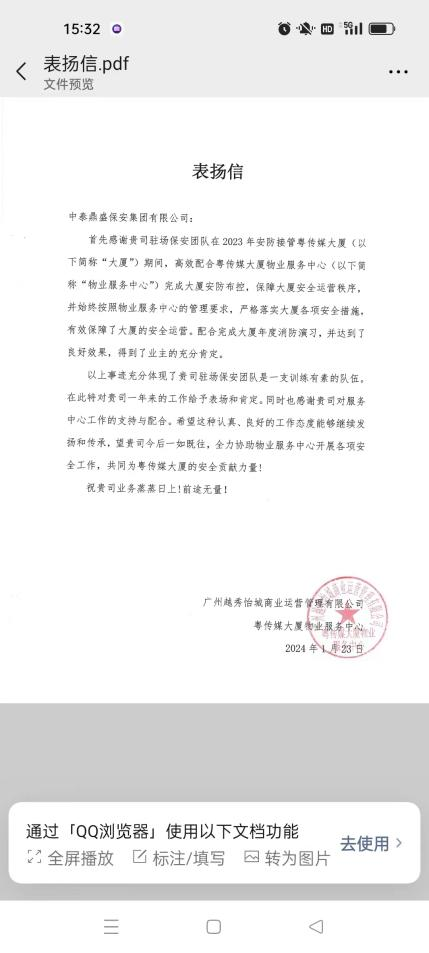 15:32
HD 5G
表扬信.pdf
文件预览
表扬信
中泰鼎盛保安集团有限公司：
首先感谢贵司驻场保安团队在 2023 年安防接管粤传媒大厦（以
下简称“大厦”）期间，高效配合粤传媒大厦物业服务中心（以下简
称“物业服务中心”）完成大厦安防布控，保障大厦安全运营秩序，
并始终按照物业服务中心的管理要求，严格落实大厦各项安全措施，
有效保障了大厦的安全运营。配合完成大厦年度消防演习，并达到了
良好效果，得到了业主的充分肯定。
以上事迹充分体现了贵司驻场保安团队是一支训练有素的队伍。
在此特对贵司一年来的工作给予表扬和肯定。同时也感谢贵司对服务
中心工作的支持与配合。希望这种认真、良好的工作态度能够继续发
扬和传承，望贵司今后一如既往，全力协助物业服务中心开展各项安
全工作，共同为粤传媒大厦的安全贡献力量！
祝贵司业务蒸蒸日上！前途无量！
广州越秀怡城商业运营管理有限公司
粤传媒大厦物业服务中心
2024 年 1 月 23 日
粤传媒大厦物业
服务中心
通过「QQ浏览器」使用以下文档功能
去使用
全屏播放 标注/填写 转为图片